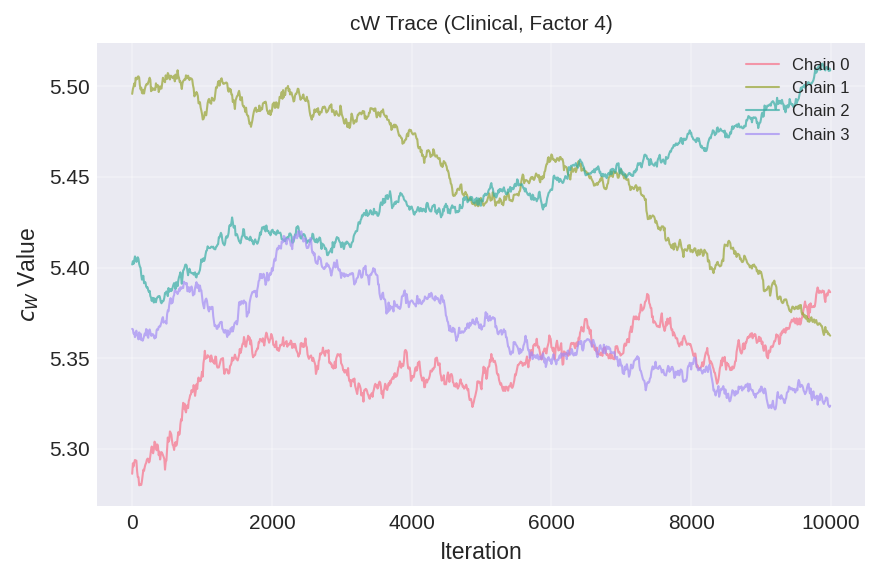 cW Trace (Clinical, Factor 4)
5.50
5.45
5.40
5.35
5.30
c_W Value
0
2000
4000
6000
8000
10000
Iteration
Chain 0
Chain 1
Chain 2
Chain 3